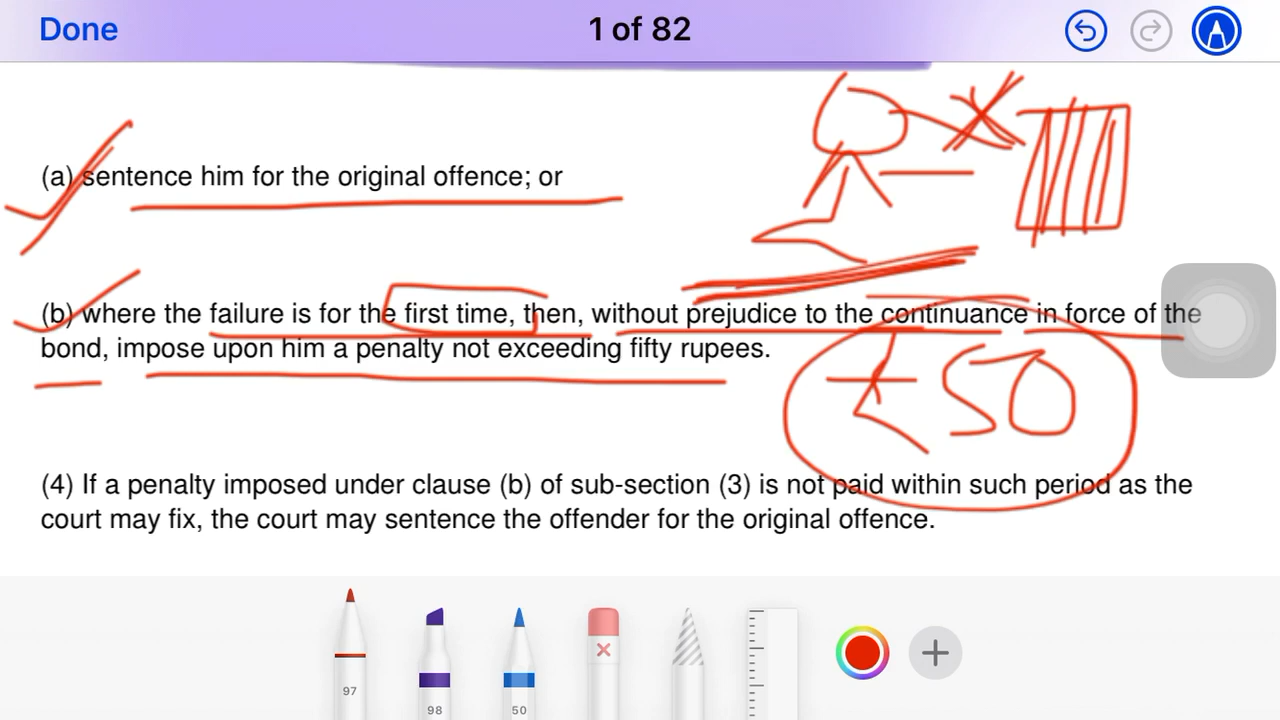 Done
1 of 82
(a) sentence him for the original offence; or
(b) where the failure is for the first time, then, without prejudice to the continuance in force of the
bond, impose upon him a penalty not exceeding fifty rupees.
₹50
(4) If a penalty imposed under clause (b) of sub-section (3) is not paid within such period as the
court may fix, the court may sentence the offender for the original offence.
97
98
50